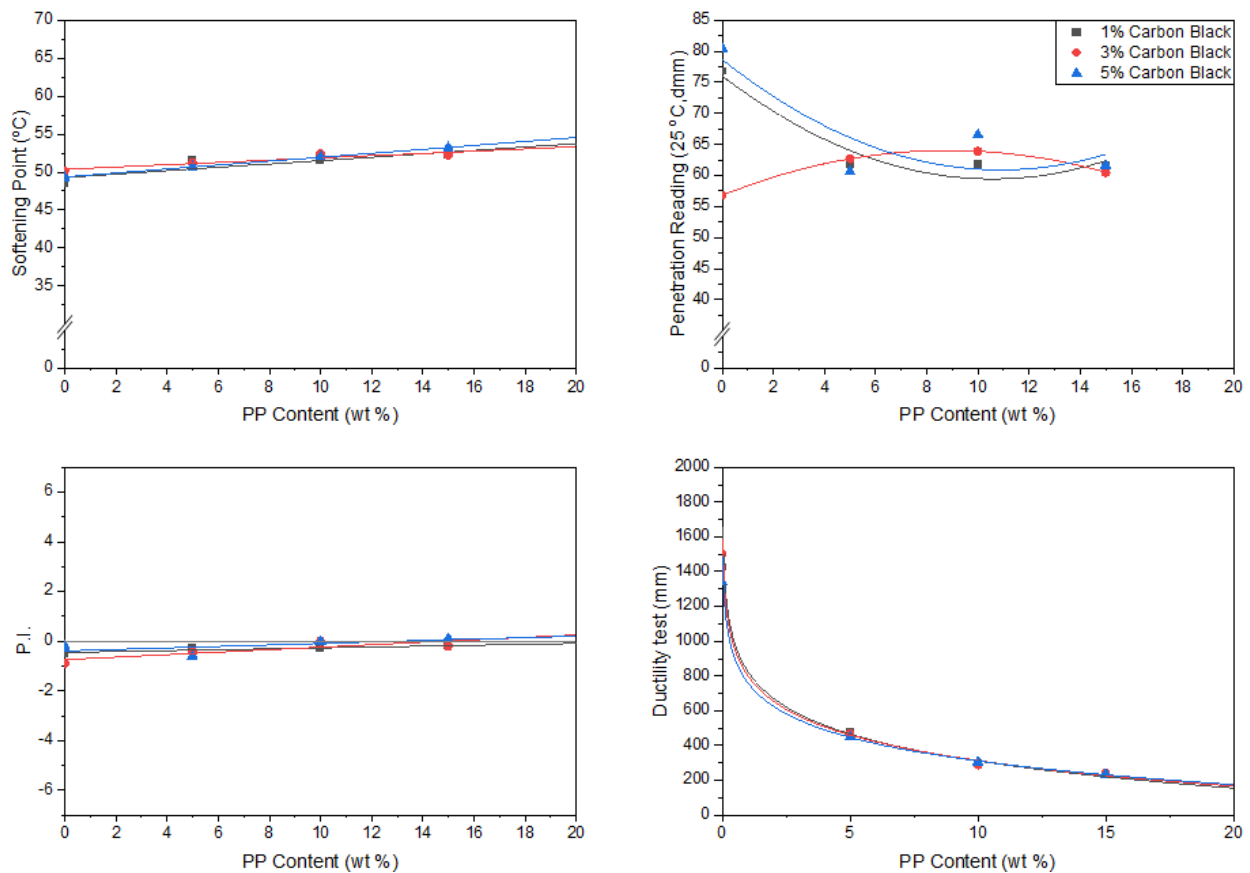 70
65
60
55
50
45
40
35
0
Softening Point (ºC)
0 2 4 6 8 10 12 14 16 18 20
PP Content (wt %)
85
80
75
70
65
60
55
50
45
40
0
Penetration Reading (25 ºC,dmm)
1% Carbon Black
3% Carbon Black
5% Carbon Black
0 2 4 6 8 10 12 14 16 18 20
PP Content (wt %)
6
4
2
0
-2
-4
-6
P.I.
0 2 4 6 8 10 12 14 16 18 20
PP Content (wt %)
2000
1800
1600
1400
1200
1000
800
600
400
200
0
Ductility test (mm)
0 5 10 15 20
PP Content (wt %)